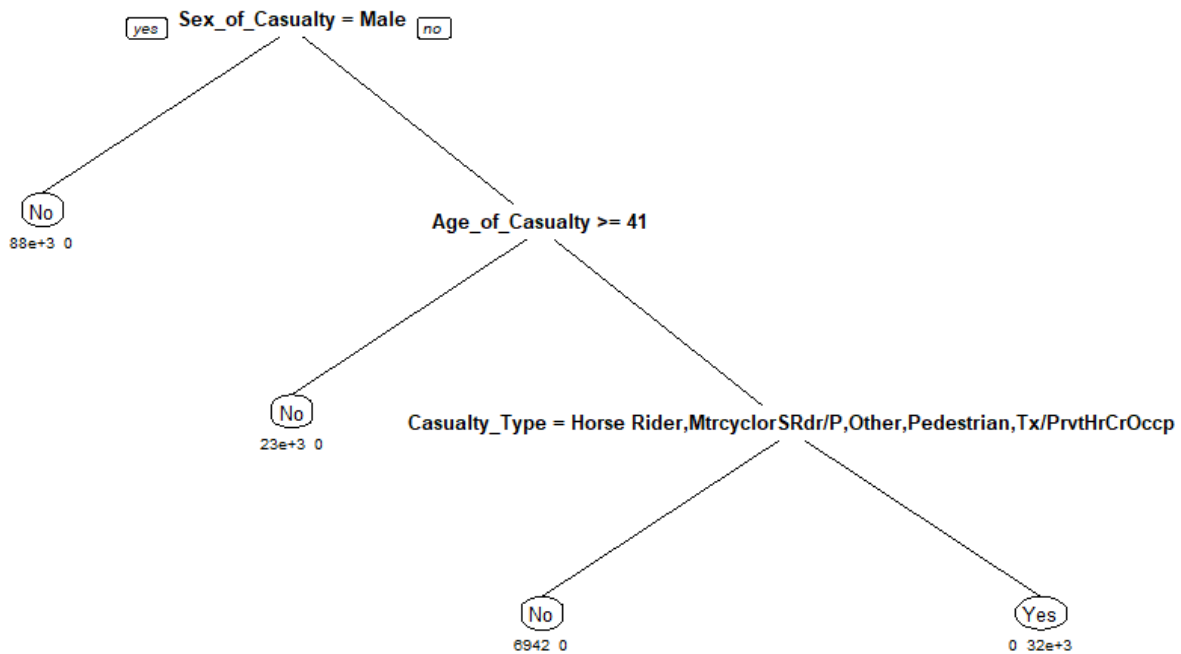 yes Sex_of_Casualty = Male no
No
88e+3 0
Age_of_Casualty >= 41
No
23e+3 0
Casualty_Type = Horse Rider,MtrcyclorSRdr/P,Other,Pedestrian,Tx/PrvtHrCrOccp
No Yes
6942 0 0 32e+3